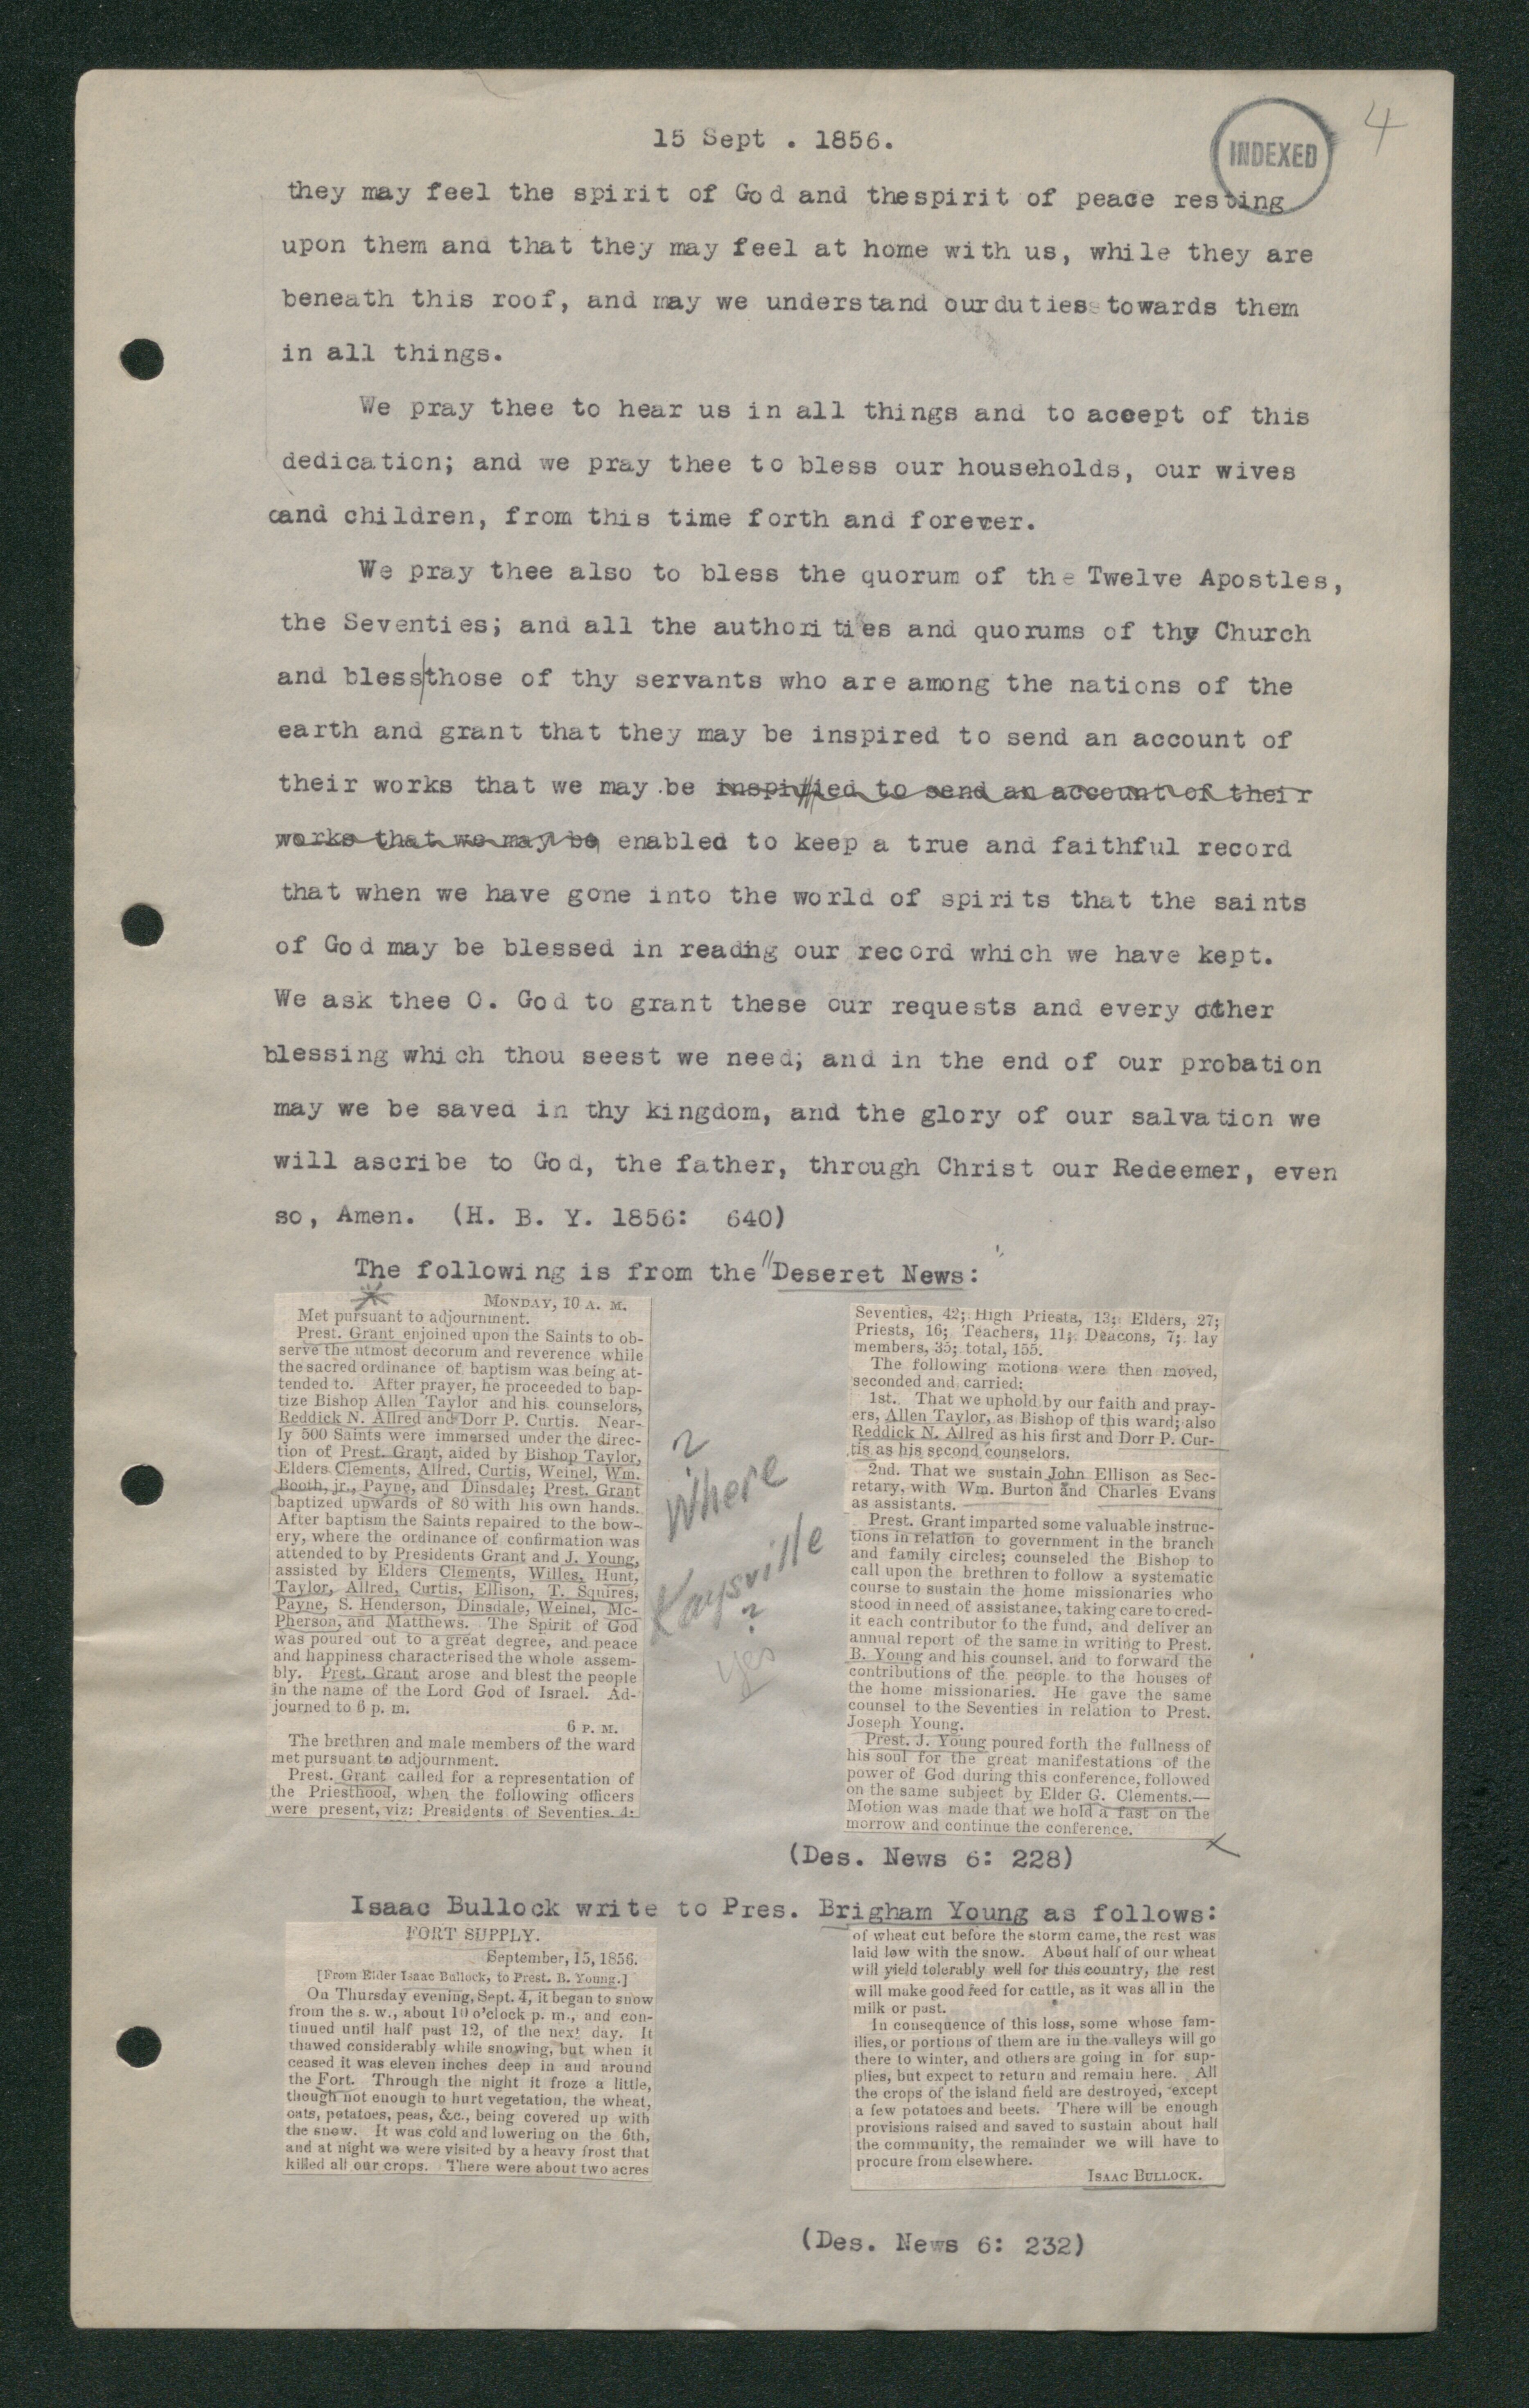 15 Sept . 1856.
INDEXED
4
they may feel the spirit of God and thespirit of peace resting
upon them and that they may feel at home with us, while they are
beneath this roof, and may we understand ourduties towards them
in all things.
We pray thee to hear us in all things and to accept of this
dedication; and we pray thee to bless our households, our wives
and children, from this time forth and forever.
We pray thee also to bless the quorum of the Twelve Apostles,
the Seventies; and all the authorities and quorums of thy Church
and bless|those of thy servants who are among the nations of the
earth and grant that they may be inspired to send an account of
their works that we may be inspired to send an account of their
works that we may be enabled to keep a true and faithful record
that when we have gone into the world of spirits that the saints
of God may be blessed in readng our record which we have kept.
We ask thee O. God to grant these our requests and every other
blessing which thou seest we need; and in the end of our probation
may we be saved in thy kingdom, and the glory of our salvation we
will ascribe to God, the father, through Christ our Redeemer, even
so, Amen. (H. B. Y. 1856: 640)
The following is from the "Deseret News:"
MONDAY, 10 A. M.
Met pursuant to adjournment.
Prest. Grant enjoined upon the Saints to ob-
serve the utmost decorum and reverence while
the sacred ordinance of baptism was being at-
tended to. After prayer, he proceeded to bap-
tize Bishop Allen Taylor and his counselors,
Reddick N. Allred and Dorr P. Curtis. Near-
ly 500 Saints were immersed under the direc-
tion of Prest. Grant, aided by Bishop Taylor,
Elders Clements, Allred, Curtis, Weinel, Wm.
Booth, jr., Payne, and Dinsdale; Prest. Grant
baptized upwards of 80 with his own hands.
After baptism the Saints repaired to the bow-
ery, where the ordinance of confirmation was
attended to by Presidents Grant and J. Young,
assisted by Elders Clements, Willes, Hunt,
Taylor, Allred, Curtis, Ellison, T. Squires,
Payne, S. Henderson, Dinsdale, Weinel, Mc-
Pherson, and Matthews. The Spirit of God
was poured out to a great degree, and peace
and happiness characterised the whole assem-
bly. Prest. Grant arose and blest the people
in the name of the Lord God of Israel. Ad-
journed to 6 p. m.
6 P. M.
The brethren and male members of the ward
met pursuant to adjournment.
Prest. Grant called for a representation of
the Priesthood, when the following officers
were present, viz: Presidents of Seventies, 4;
?
Where
Kaysville
?
yes
Seventies, 42; High Priests, 13; Elders, 27;
Priests, 16; Teachers, 11; Deacons, 7; lay
members, 35; total, 155.
The following motions were then moved,
seconded and carried:
1st. That we uphold by our faith and pray-
ers, Allen Taylor, as Bishop of this ward; also
Reddick N. Allred as his first and Dorr P. Cur-
tis as his second counselors.
2nd. That we sustain John Ellison as Sec-
retary, with Wm. Burton and Charles Evans
as assistants.
Prest. Grant imparted some valuable instruc-
tions in relation to government in the branch
and family circles; counseled the Bishop to
call upon the brethren to follow a systematic
course to sustain the home missionaries who
stood in need of assistance, taking care to cred-
it each contributor to the fund, and deliver an
annual report of the same in writing to Prest.
B. Young and his counsel, and to forward the
contributions of the people to the houses of
the home missionaries. He gave the same
counsel to the Seventies in relation to Prest.
Joseph Young.
Prest. J. Young poured forth the fullness of
his soul for the great manifestations of the
power of God during this conference, followed
on the same subject by Elder G. Clements.—
Motion was made that we hold a fast on the
morrow and continue the conference.
(Des. News 6: 228)
Isaac Bullock write to Pres. Brigham Young as follows:
FORT SUPPLY.
September, 15, 1856.
[From Elder Isaac Bullock, to Prest. B. Young.]
On Thursday evening, Sept. 4, it began to snow
from the s. w., about 10 o'clock p. m., and con-
tinued until half past 12, of the next day. It
thawed considerably while snowing, but when it
ceased it was eleven inches deep in and around
the Fort. Through the night it froze a little,
though not enough to hurt vegetation, the wheat,
oats, potatoes, peas, &c., being covered up with
the snow. It was cold and lowering on the 6th,
and at night we were visited by a heavy frost that
killed all our crops. There were about two acres
of wheat cut before the storm came, the rest was
laid low with the snow. About half of our wheat
will yield tolerably well for this country, the rest
will make good feed for cattle, as it was all in the
milk or past.
In consequence of this loss, some whose fam-
ilies, or portions of them are in the valleys will go
there to winter, and others are going in for sup-
plies, but expect to return and remain here. All
the crops of the island field are destroyed, except
a few potatoes and beets. There will be enough
provisions raised and saved to sustain about half
the community, the remainder we will have to
procure from elsewhere.
ISAAC BULLOCK.
(Des. News 6: 232)